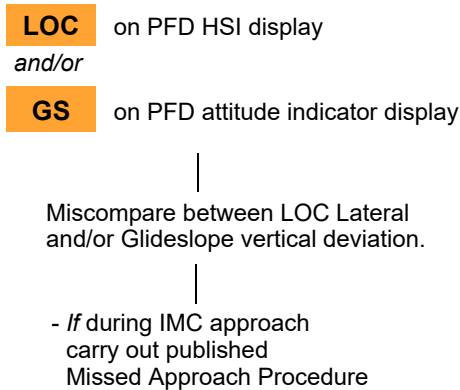 LOC on PFD HSI display
and/or
GS on PFD attitude indicator display
Miscompare between LOC Lateral
and/or Glideslope vertical deviation.
- If during IMC approach
carry out published
Missed Approach Procedure